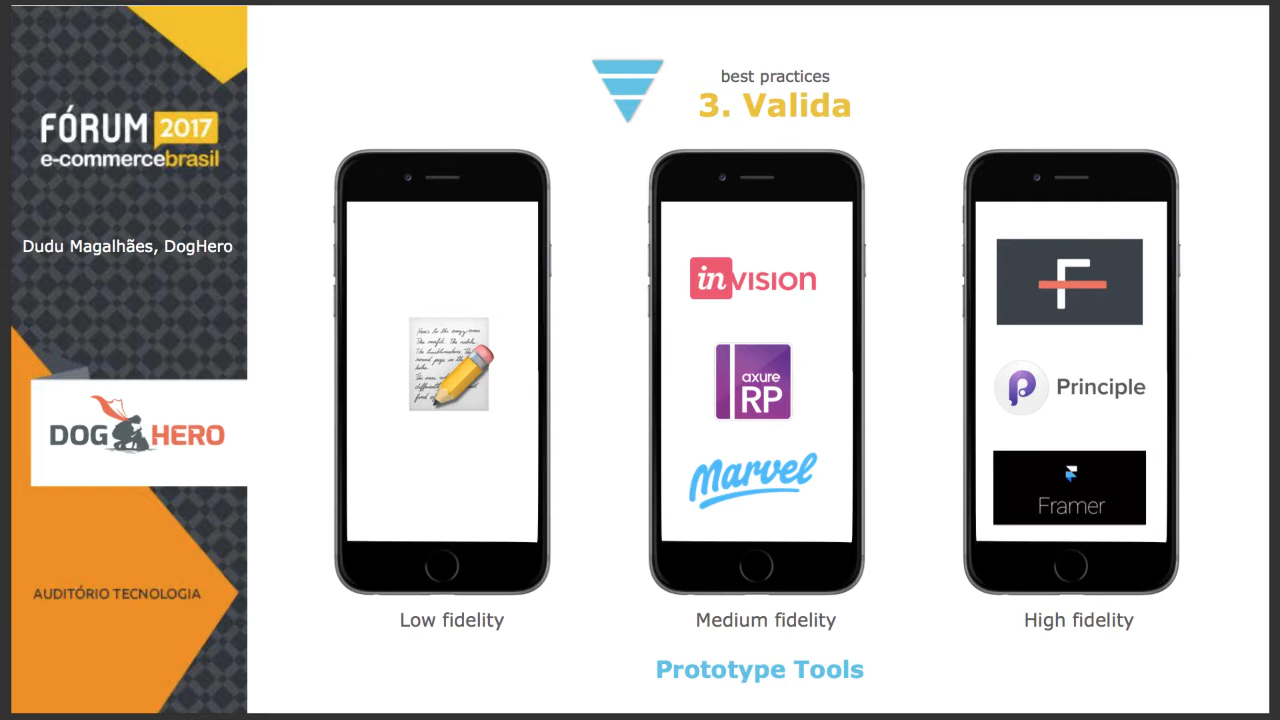 FÓRUM 2017
e-commercebrasil
Dudu Magalhães, DogHero
DOG HERO
AUDITÓRIO TECNOLOGIA
best practices
3. Valida
Low fidelity
inVISION
axure
RP
Marvel
Medium fidelity
F
Principle
Framer
High fidelity
Prototype Tools